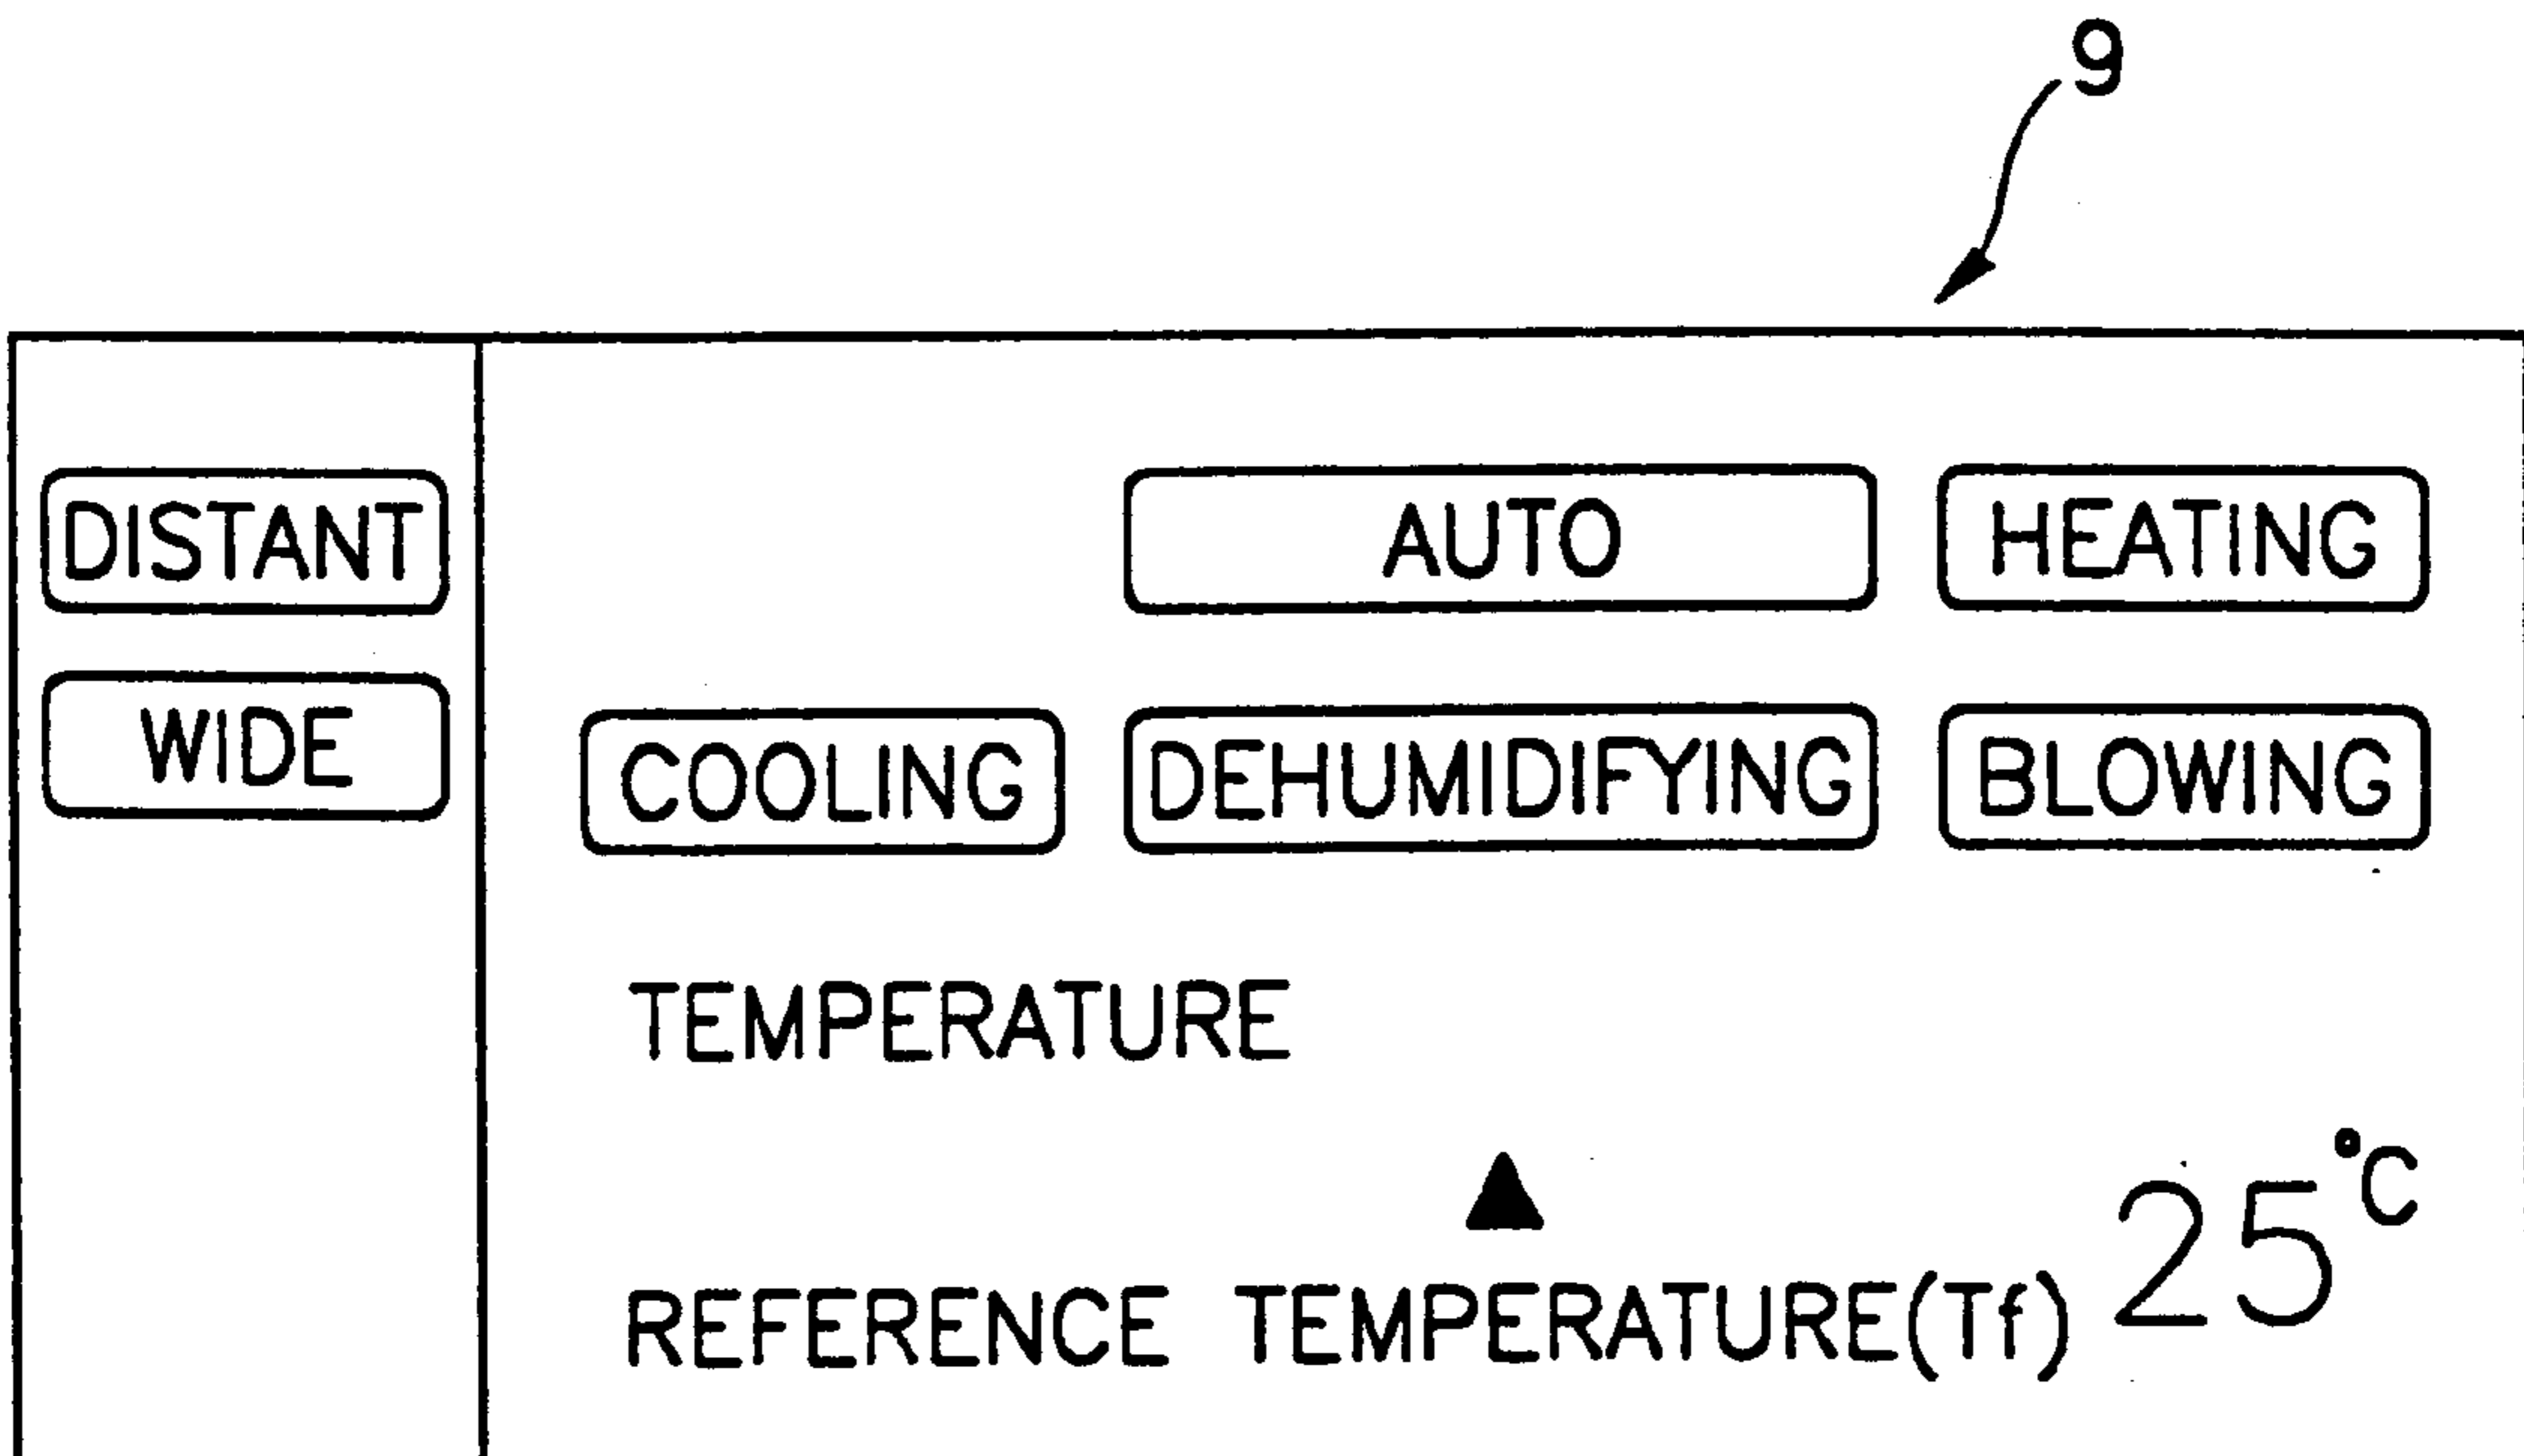 9
DISTANT
WIDE
AUTO HEATING
COOLING DEHUMIDIFYING BLOWING
TEMPERATURE
REFERENCE TEMPERATURE(Tf) 25°C